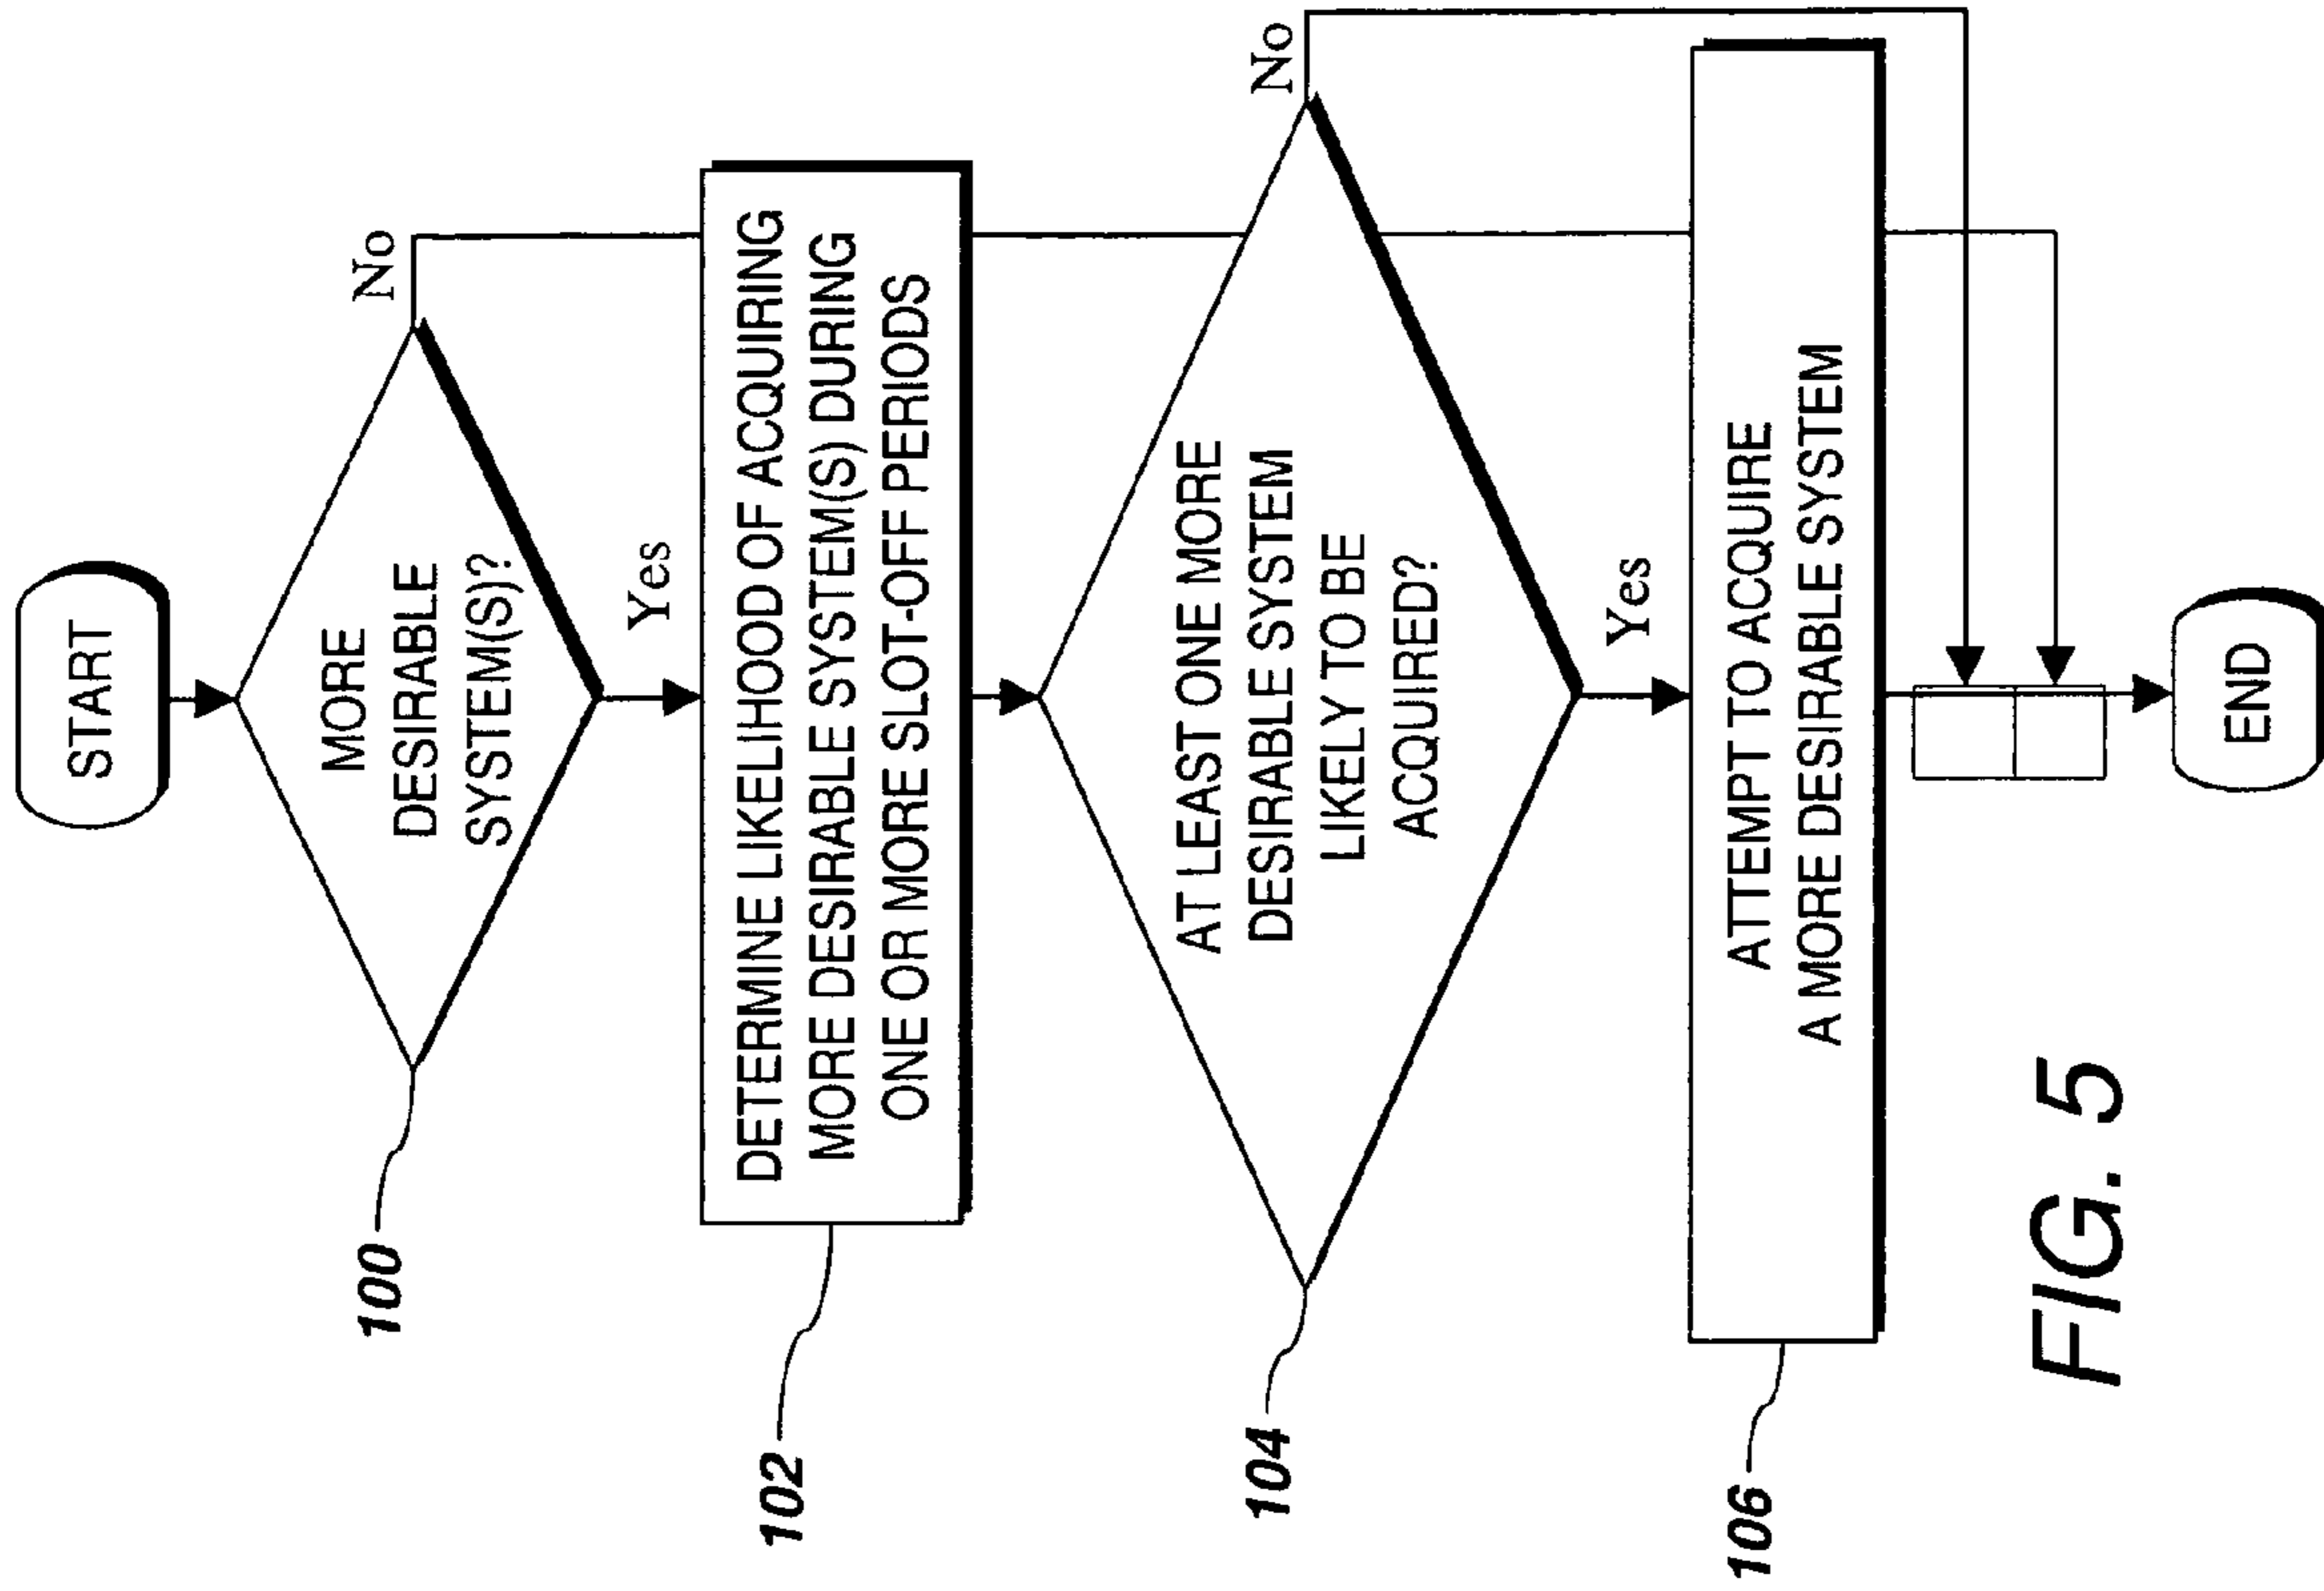 START
MORE
DESIRABLE
SYSTEM(S)?
No
100
Yes
DETERMINE LIKELIHOOD OF ACQUIRING
MORE DESIRABLE SYSTEM(S) DURING
ONE OR MORE SLOT-OFF PERIODS
102
AT LEAST ONE MORE
DESIRABLE SYSTEM
LIKELY TO BE
ACQUIRED?
No
104
Yes
ATTEMPT TO ACQUIRE
A MORE DESIRABLE SYSTEM
106
END
FIG. 5